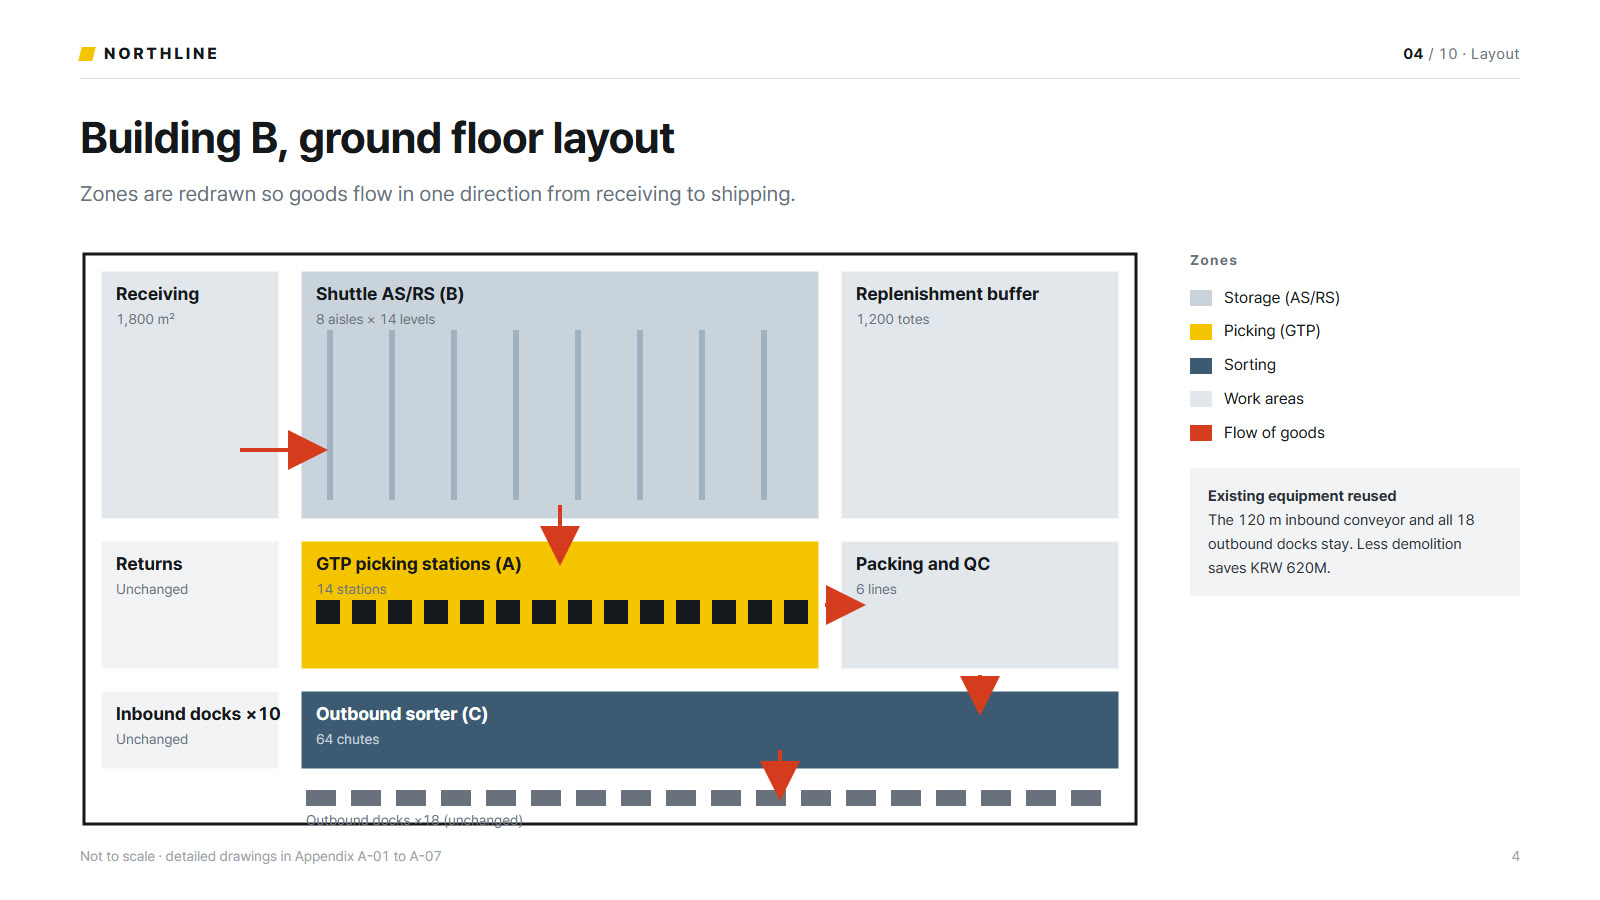 NORTHLINE
04 / 10 · Layout
Building B, ground floor layout
Zones are redrawn so goods flow in one direction from receiving to shipping.
Receiving
1,800 m²
Shuttle AS/RS (B)
8 aisles × 14 levels
Replenishment buffer
1,200 totes
Returns
Unchanged
GTP picking stations (A)
14 stations
Packing and QC
6 lines
Inbound docks ×10
Unchanged
Outbound sorter (C)
64 chutes
Outbound docks ×18 (unchanged)
Zones
Storage (AS/RS)
Picking (GTP)
Sorting
Work areas
Flow of goods
Existing equipment reused
The 120 m inbound conveyor and all 18
outbound docks stay. Less demolition
saves KRW 620M.
Not to scale · detailed drawings in Appendix A-01 to A-07
4